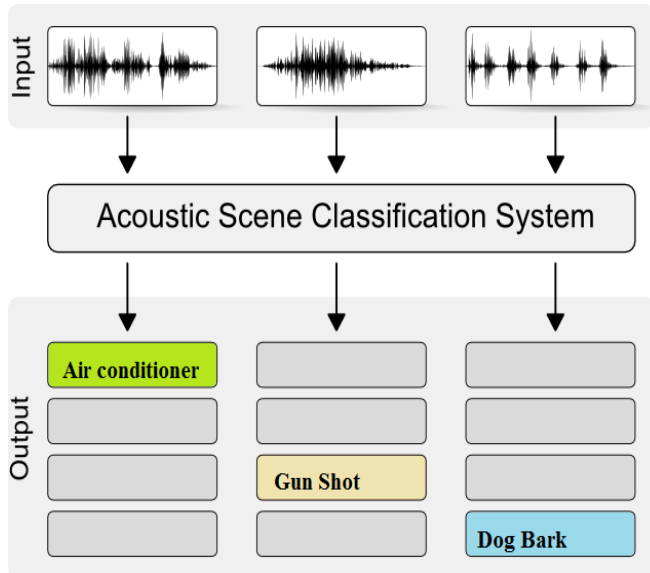 Input
Acoustic Scene Classification System
Output
Air conditioner
Gun Shot
Dog Bark